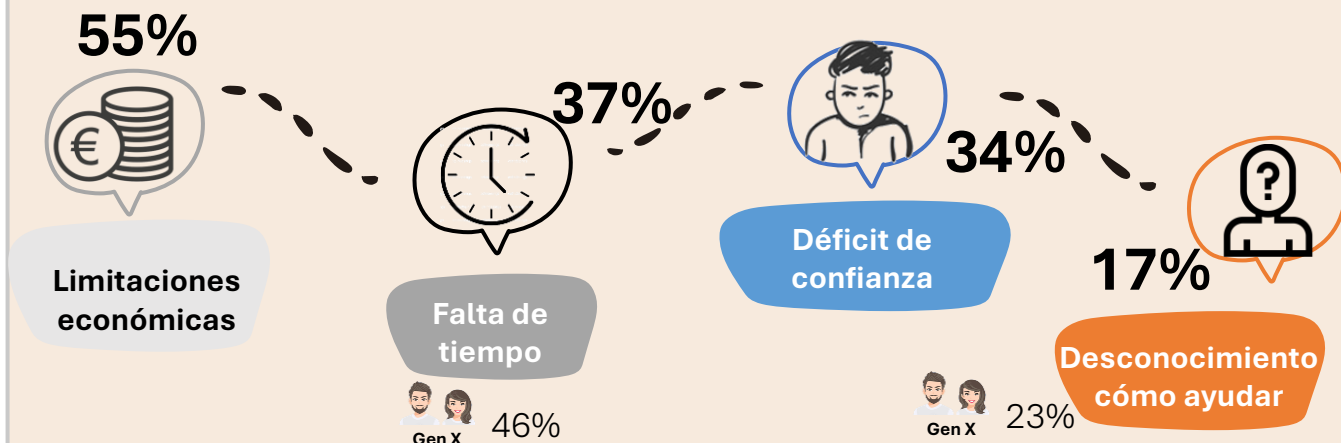 55%
€
Limitaciones
económicas
37%
Falta de
tiempo
Gen X
46%
34%
Déficit de
confianza
17%
?
Desconocimiento
cómo ayudar
Gen X
23%